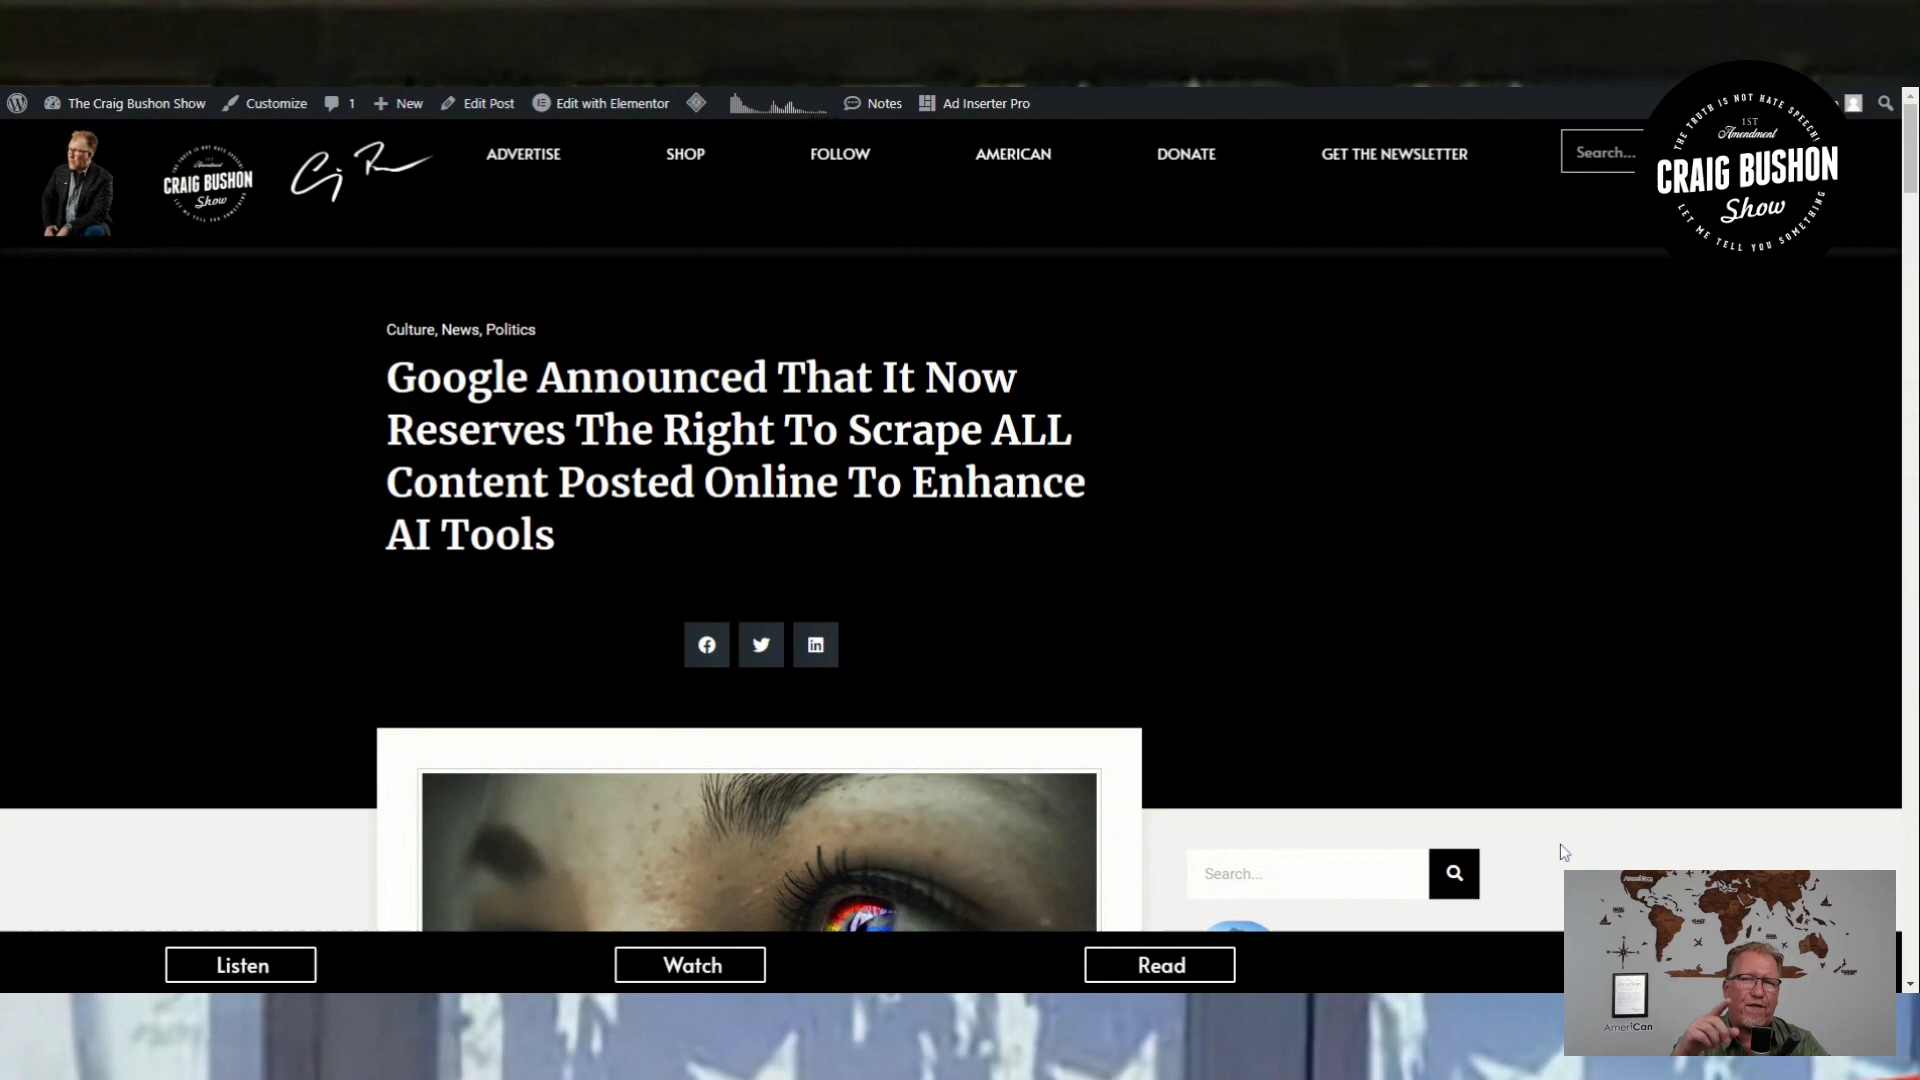 The Craig Bushon Show Customize 1 New Edit Post Edit with Elementor Notes Ad Inserter Pro
THE TRUTH IS NOT HATE SPEECH!
1ST
Amendment
CRAIG BUSHON
Show
LET ME TELL YOU SOMETHING
CRAIG BUSHON
Show
ADVERTISE SHOP FOLLOW AMERICAN DONATE GET THE NEWSLETTER
Search...
Culture, News, Politics
Google Announced That It Now
Reserves The Right To Scrape ALL
Content Posted Online To Enhance
AI Tools
Search...
Listen Watch Read
AmeriCan